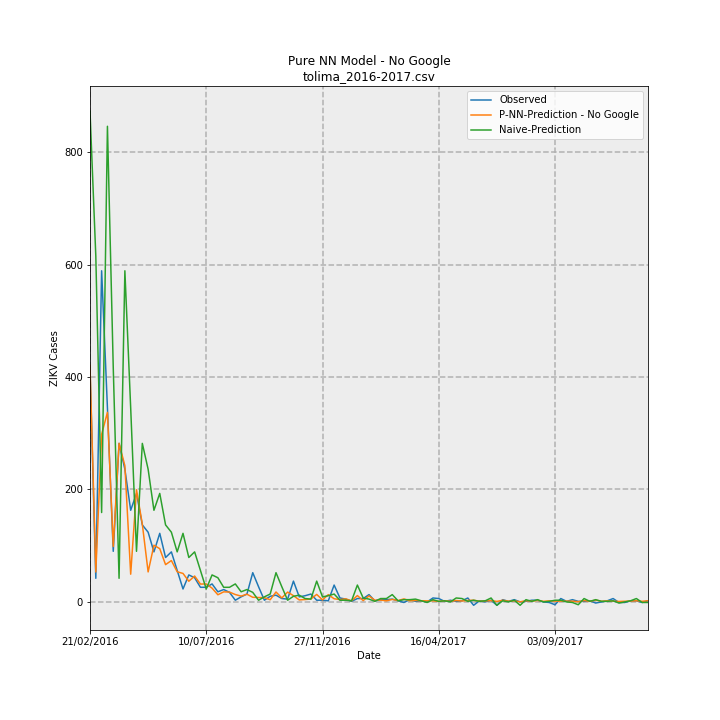 Pure NN Model - No Google
tolima_2016-2017.csv
Observed
P-NN-Prediction - No Google
Naive-Prediction
800
600
400
200
0
ZIKV Cases
21/02/2016
10/07/2016
27/11/2016
16/04/2017
03/09/2017
Date